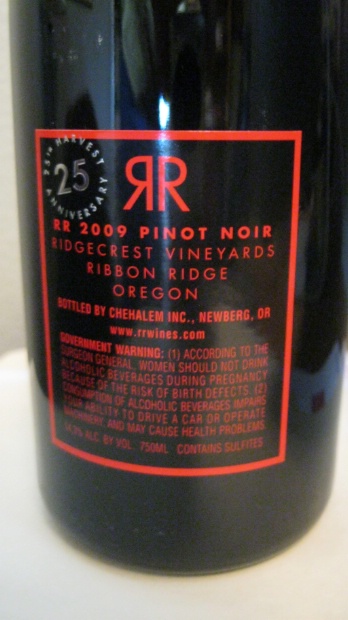 25TH HARVEST
25
ANNIVERSARY
RR
RR 2009 PINOT NOIR
RIDGECREST VINEYARDS
RIBBON RIDGE
OREGON
BOTTLED BY CHEHALEM INC., NEWBERG, OR
www.rrwines.com
GOVERNMENT WARNING: (1) ACCORDING TO THE
SURGEON GENERAL, WOMEN SHOULD NOT DRINK
ALCOHOLIC BEVERAGES DURING PREGNANCY
BECAUSE OF THE RISK OF BIRTH DEFECTS. (2)
CONSUMPTION OF ALCOHOLIC BEVERAGES IMPAIRS
YOUR ABILITY TO DRIVE A CAR OR OPERATE
MACHINERY, AND MAY CAUSE HEALTH PROBLEMS.
ALC. BY VOL. 750ML CONTAINS SULFITES